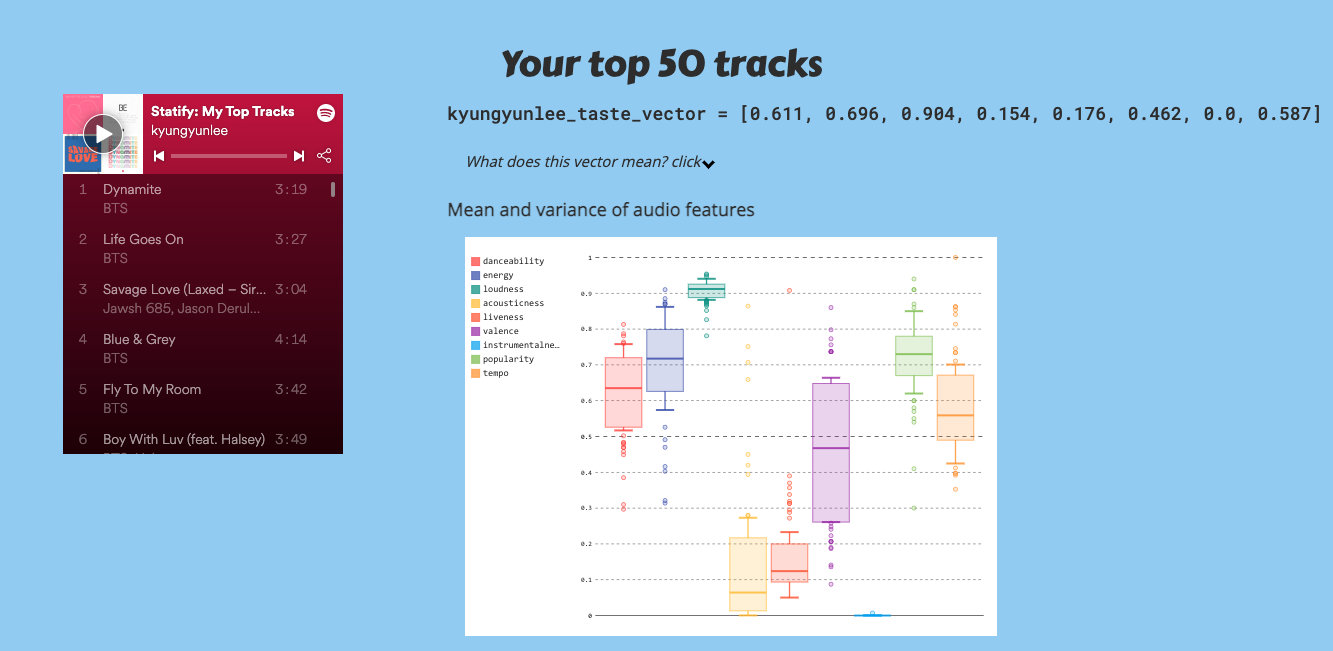 Your top 50 tracks
Statify: My Top Tracks
kyungyunlee
BE
SAVAGE
LOVE
1 Dynamite 3:19
BTS
2 Life Goes On 3:27
BTS
3 Savage Love (Laxed – Sir... 3:04
Jawsh 685, Jason Derul...
4 Blue & Grey 4:14
BTS
5 Fly To My Room 3:42
BTS
6 Boy With Luv (feat. Halsey) 3:49
kyungyunlee_taste_vector = [0.611, 0.696, 0.904, 0.154, 0.176, 0.462, 0.0, 0.587]
What does this vector mean? click
Mean and variance of audio features
danceability
energy
loudness
acousticness
liveness
valence
instrumentalne…
popularity
tempo
1
0.9
0.8
0.7
0.6
0.5
0.4
0.3
0.2
0.1
0